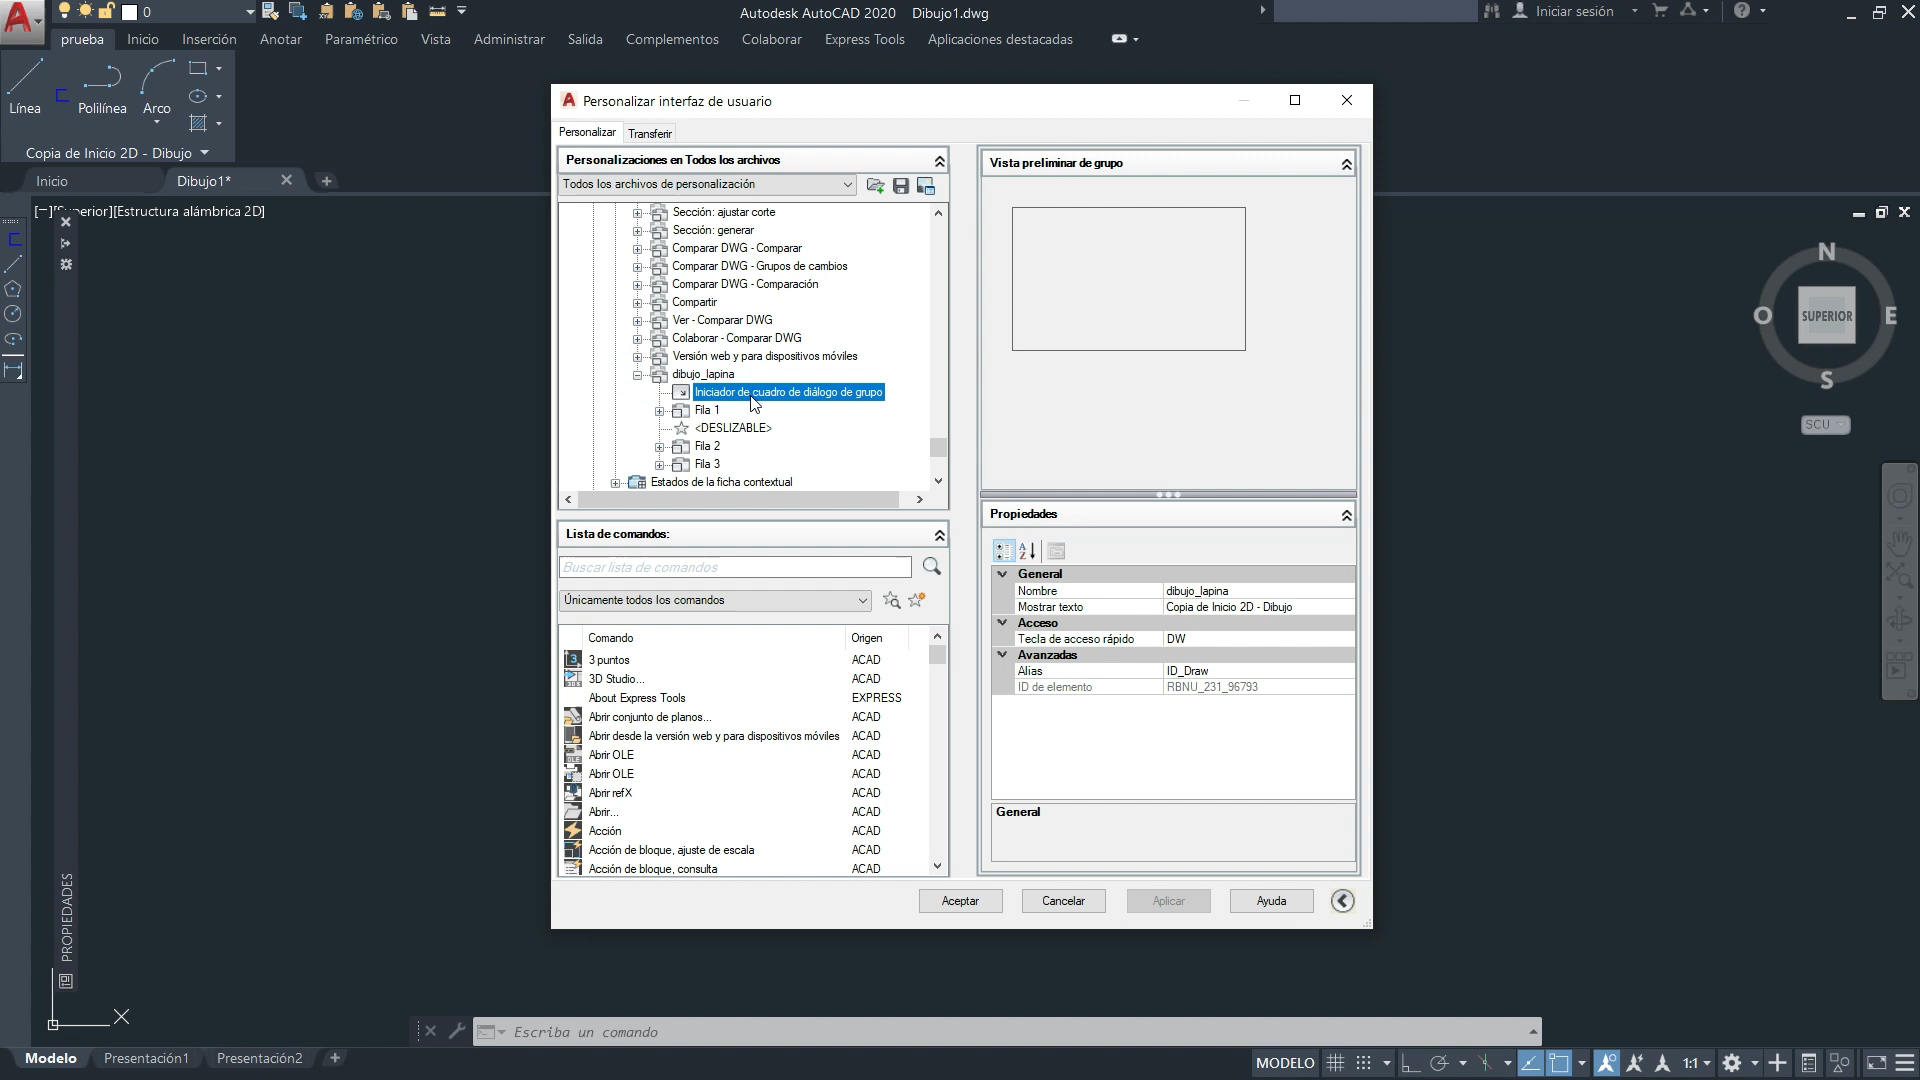 0
Autodesk AutoCAD 2020 Dibujo1.dwg
Iniciar sesión
prueba Inicio Inserción Anotar Paramétrico Vista Administrar Salida Complementos Colaborar Express Tools Aplicaciones destacadas
Línea Polilínea Arco
Copia de Inicio 2D - Dibujo
Inicio Dibujo1*
[−][Superior][Estructura alámbrica 2D]
Personalizar interfaz de usuario
Personalizar Transferir
Personalizaciones en Todos los archivos
Todos los archivos de personalización
Sección: ajustar corte
Sección: generar
Comparar DWG - Comparar
Comparar DWG - Grupos de cambios
Comparar DWG - Comparación
Compartir
Ver - Comparar DWG
Colaborar - Comparar DWG
Versión web y para dispositivos móviles
dibujo_lapina
Iniciador de cuadro de diálogo de grupo
Fila 1
<DESLIZABLE>
Fila 2
Fila 3
Estados de la ficha contextual
Lista de comandos:
Buscar lista de comandos
Únicamente todos los comandos
Comando Origen
3 puntos ACAD
3D Studio... ACAD
About Express Tools EXPRESS
Abrir conjunto de planos... ACAD
Abrir desde la versión web y para dispositivos móviles ACAD
Abrir OLE ACAD
Abrir OLE ACAD
Abrir refX ACAD
Abrir... ACAD
Acción ACAD
Acción de bloque, ajuste de escala ACAD
Acción de bloque, consulta ACAD
Vista preliminar de grupo
Propiedades
General
Nombre dibujo_lapina
Mostrar texto Copia de Inicio 2D - Dibujo
Acceso
Tecla de acceso rápido DW
Avanzadas
Alias ID_Draw
ID de elemento RBNU_231_96793
General
Aceptar Cancelar Aplicar Ayuda
N
O SUPERIOR E
S
SCU
PROPIEDADES
Escriba un comando
Modelo Presentación1 Presentación2
MODELO 1:1